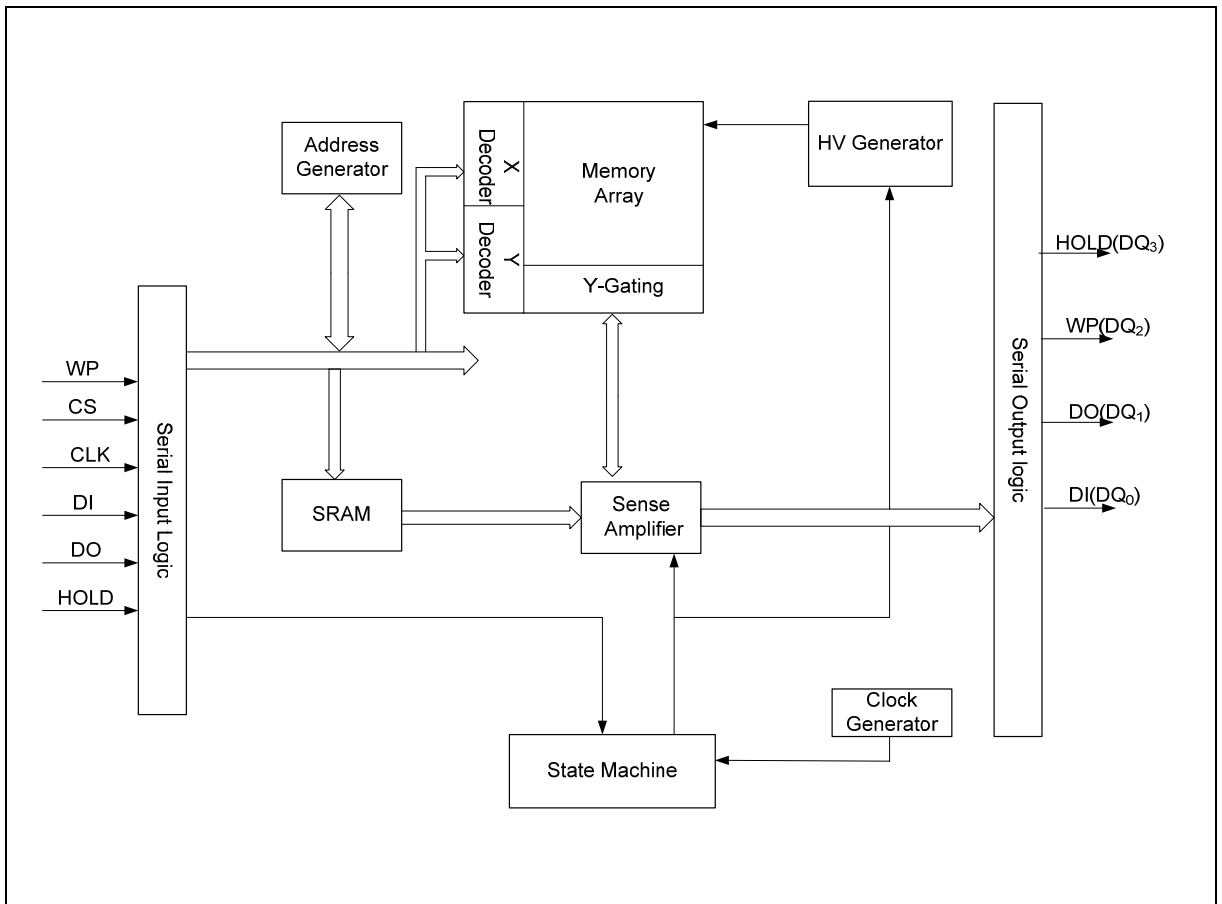 Address
Generator
X
Decoder
Y
Decoder
Memory
Array
Y-Gating
HV Generator
WP
CS
CLK
DI
DO
HOLD
Serial Input Logic
SRAM
Sense
Amplifier
Serial Output logic
HOLD(DQ₃)
WP(DQ₂)
DO(DQ₁)
DI(DQ₀)
Clock
Generator
State Machine